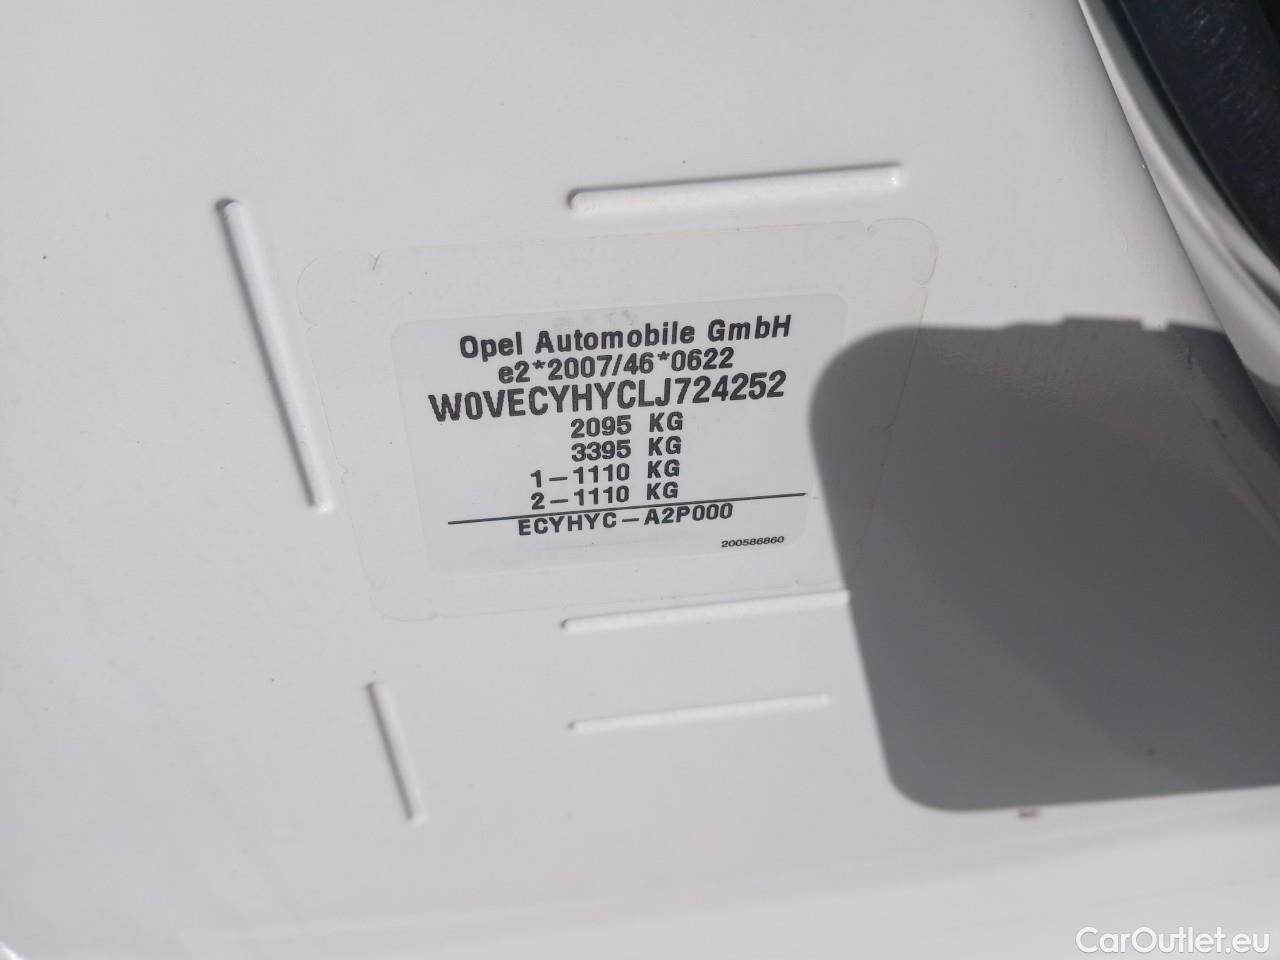 Opel Automobile GmbH
e2*2007/46*0622
W0VECYHYCLJ724252
2095 KG
3395 KG
1-1110 KG
2-1110 KG
ECYHYC-A2P000
200586860
CarOutlet.eu